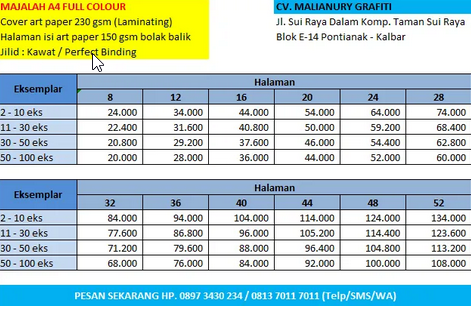 MAJALAH A4 FULL COLOUR
Cover art paper 230 gsm (Laminating)
Halaman isi art paper 150 gsm bolak balik
Jilid : Kawat / Perfect Binding
CV. MALIANURY GRAFITI
Jl. Sui Raya Dalam Komp. Taman Sui Raya
Blok E-14 Pontianak - Kalbar
Eksemplar Halaman
8 12 16 20 24 28
2 - 10 eks 24.000 34.000 44.000 54.000 64.000 74.000
11 - 30 eks 22.400 31.600 40.800 50.000 59.200 68.400
30 - 50 eks 20.800 29.200 37.600 46.000 54.400 62.800
50 - 100 eks 20.000 28.000 36.000 44.000 52.000 60.000
Eksemplar Halaman
32 36 40 44 48 52
2 - 10 eks 84.000 94.000 104.000 114.000 124.000 134.000
11 - 30 eks 77.600 86.800 96.000 105.200 114.400 123.600
30 - 50 eks 71.200 79.600 88.000 96.400 104.800 113.200
50 - 100 eks 68.000 76.000 84.000 92.000 100.000 108.000
PESAN SEKARANG HP. 0897 3430 234 / 0813 7011 7011 (Telp/SMS/WA)